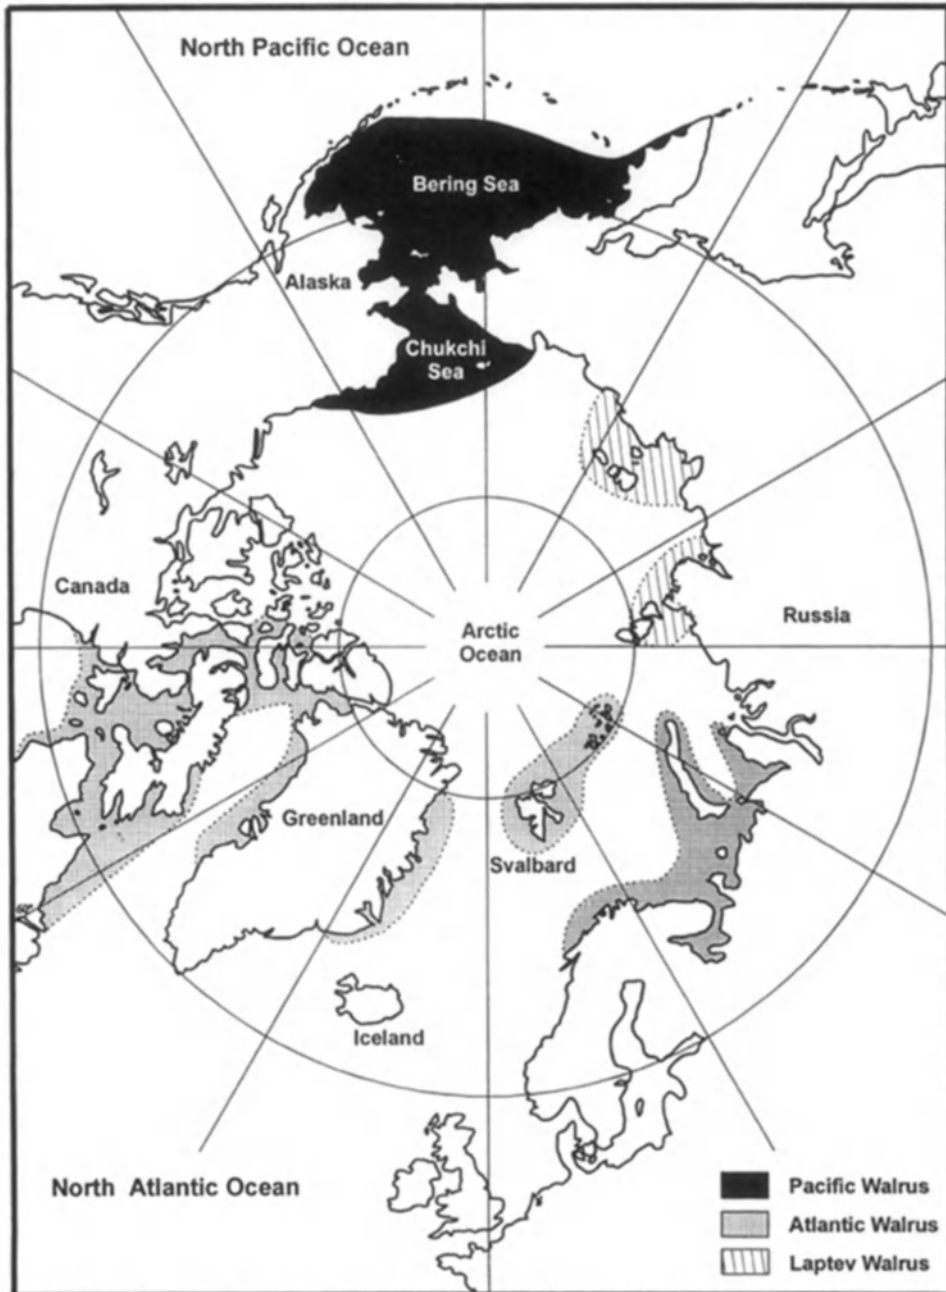 North Pacific Ocean
Bering Sea
Alaska
Chukchi
Sea
Canada
Arctic
Ocean
Russia
Greenland
Svalbard
Iceland
North Atlantic Ocean
Pacific Walrus
Atlantic Walrus
Laptev Walrus